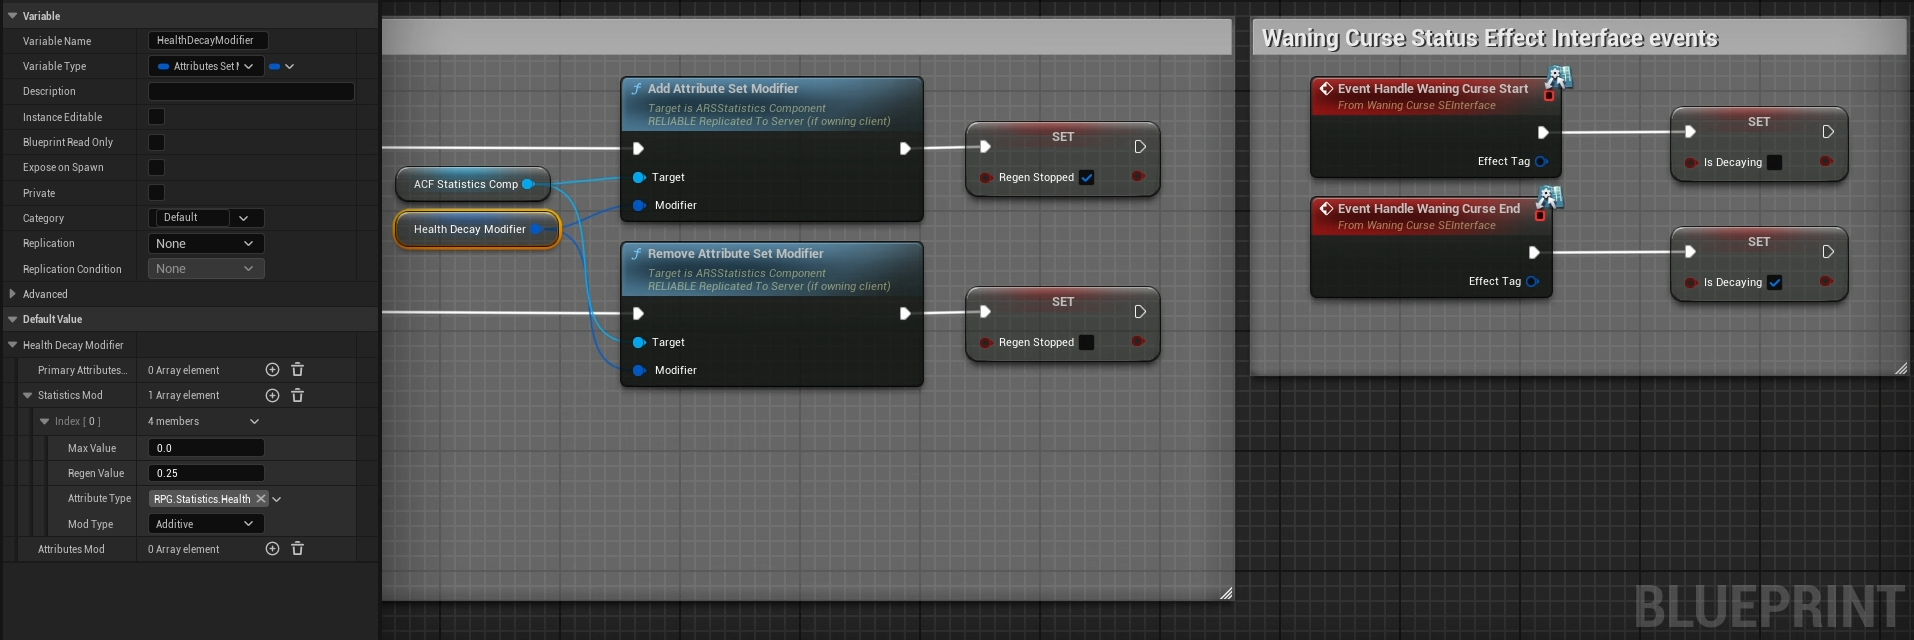 Variable
Variable Name HealthDecayModifier
Variable Type Attributes Set M
Description
Instance Editable
Blueprint Read Only
Expose on Spawn
Private
Category Default
Replication None
Replication Condition None
Advanced
Default Value
Health Decay Modifier
Primary Attributes... 0 Array element
Statistics Mod 1 Array element
Index [ 0 ] 4 members
Max Value 0.0
Regen Value 0.25
Attribute Type RPG.Statistics.Health
Mod Type Additive
Attributes Mod 0 Array element
ACF Statistics Comp
Health Decay Modifier
Add Attribute Set Modifier
Target is ARSStatistics Component
RELIABLE Replicated To Server (if owning client)
Target
Modifier
SET
Regen Stopped
Remove Attribute Set Modifier
Target is ARSStatistics Component
RELIABLE Replicated To Server (if owning client)
Target
Modifier
SET
Regen Stopped
Waning Curse Status Effect Interface events
Event Handle Waning Curse Start
From Waning Curse SEInterface
Effect Tag
SET
Is Decaying
Event Handle Waning Curse End
From Waning Curse SEInterface
Effect Tag
SET
Is Decaying
BLUEPRINT